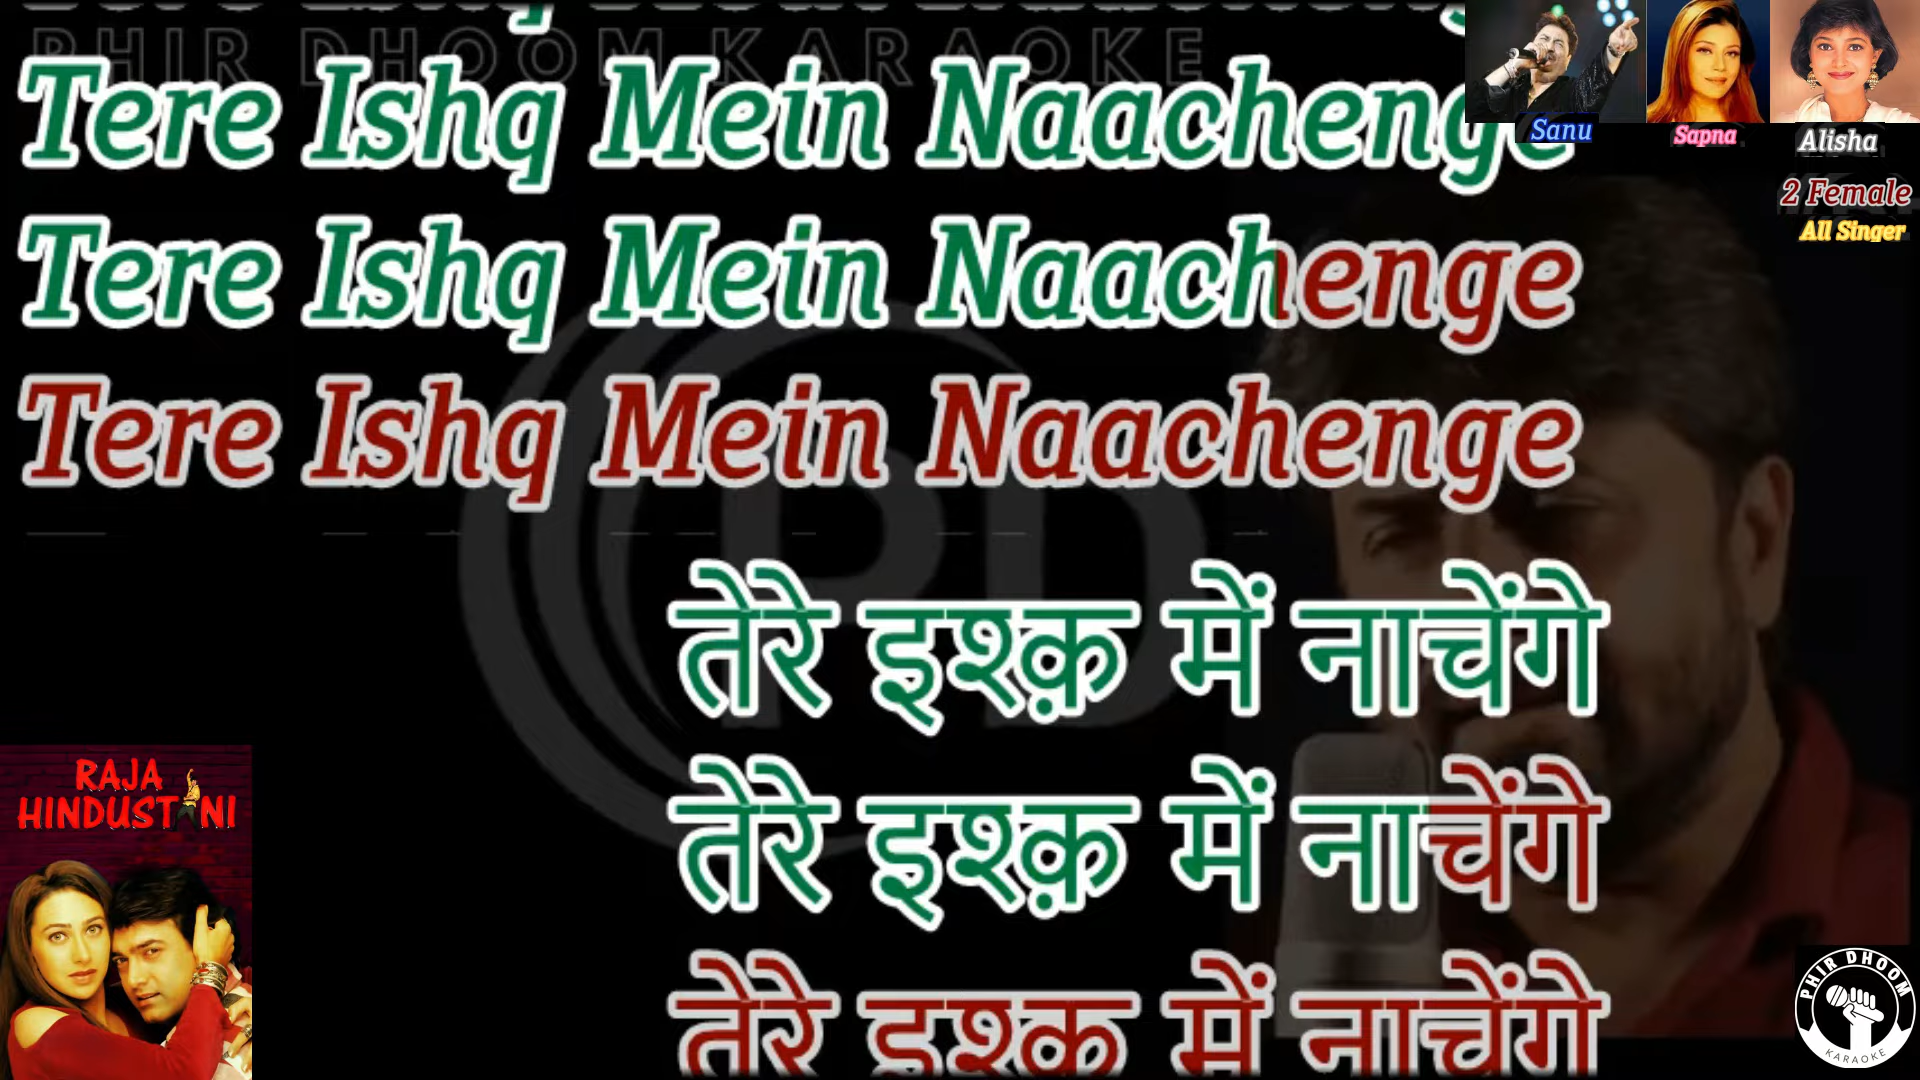 PHIR DHOOM KARAOKE
Tere Ishq Mein Naachenge
Tere Ishq Mein Naachenge
Tere Ishq Mein Naachenge
तेरे इश्क़ में नाचेंगे
तेरे इश्क़ में नाचेंगे
तेरे इश्क़ में नाचेंगे
Sanu
Sapna
Alisha
2 Female
All Singer
PD
RAJA
HINDUSTANI
PHIR DHOOM
KARAOKE